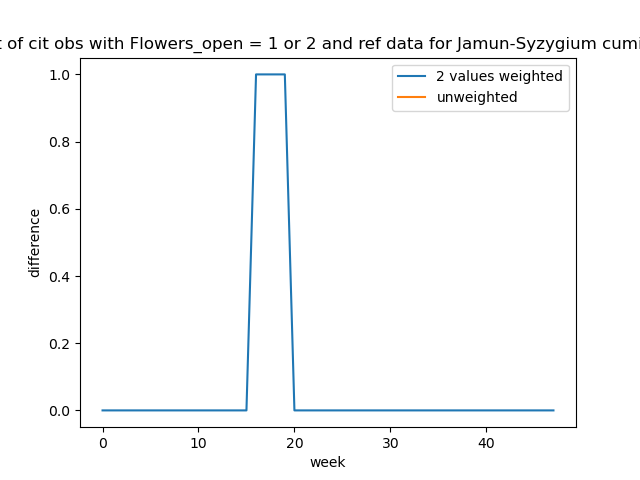 t of cit obs with Flowers_open = 1 or 2 and ref data for Jamun-Syzygium cumi
2 values weighted
unweighted
1.0
0.8
0.6
0.4
0.2
0.0
difference
0 10 20 30 40
week